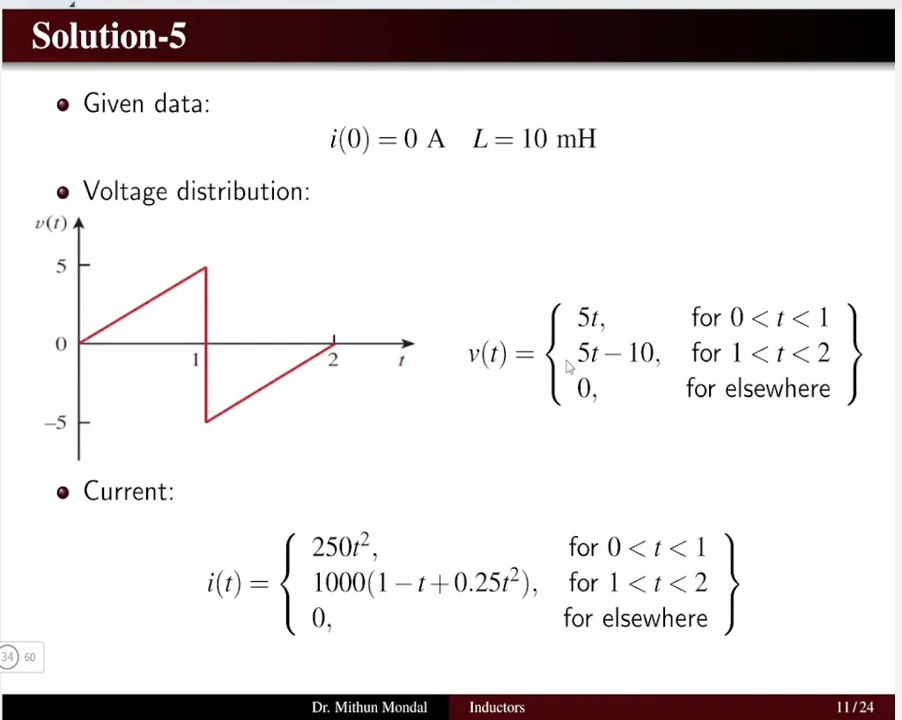 Solution-5
Given data:
i(0) = 0 A L = 10 mH
Voltage distribution:
v(t)
5
0
1
2
t
−5
v(t) = { 5t, for 0 < t < 1
5t − 10, for 1 < t < 2
0, for elsewhere }
Current:
i(t) = { 250t², for 0 < t < 1
1000(1 − t + 0.25t²), for 1 < t < 2
0, for elsewhere }
34 60
Dr. Mithun Mondal Inductors 11/24